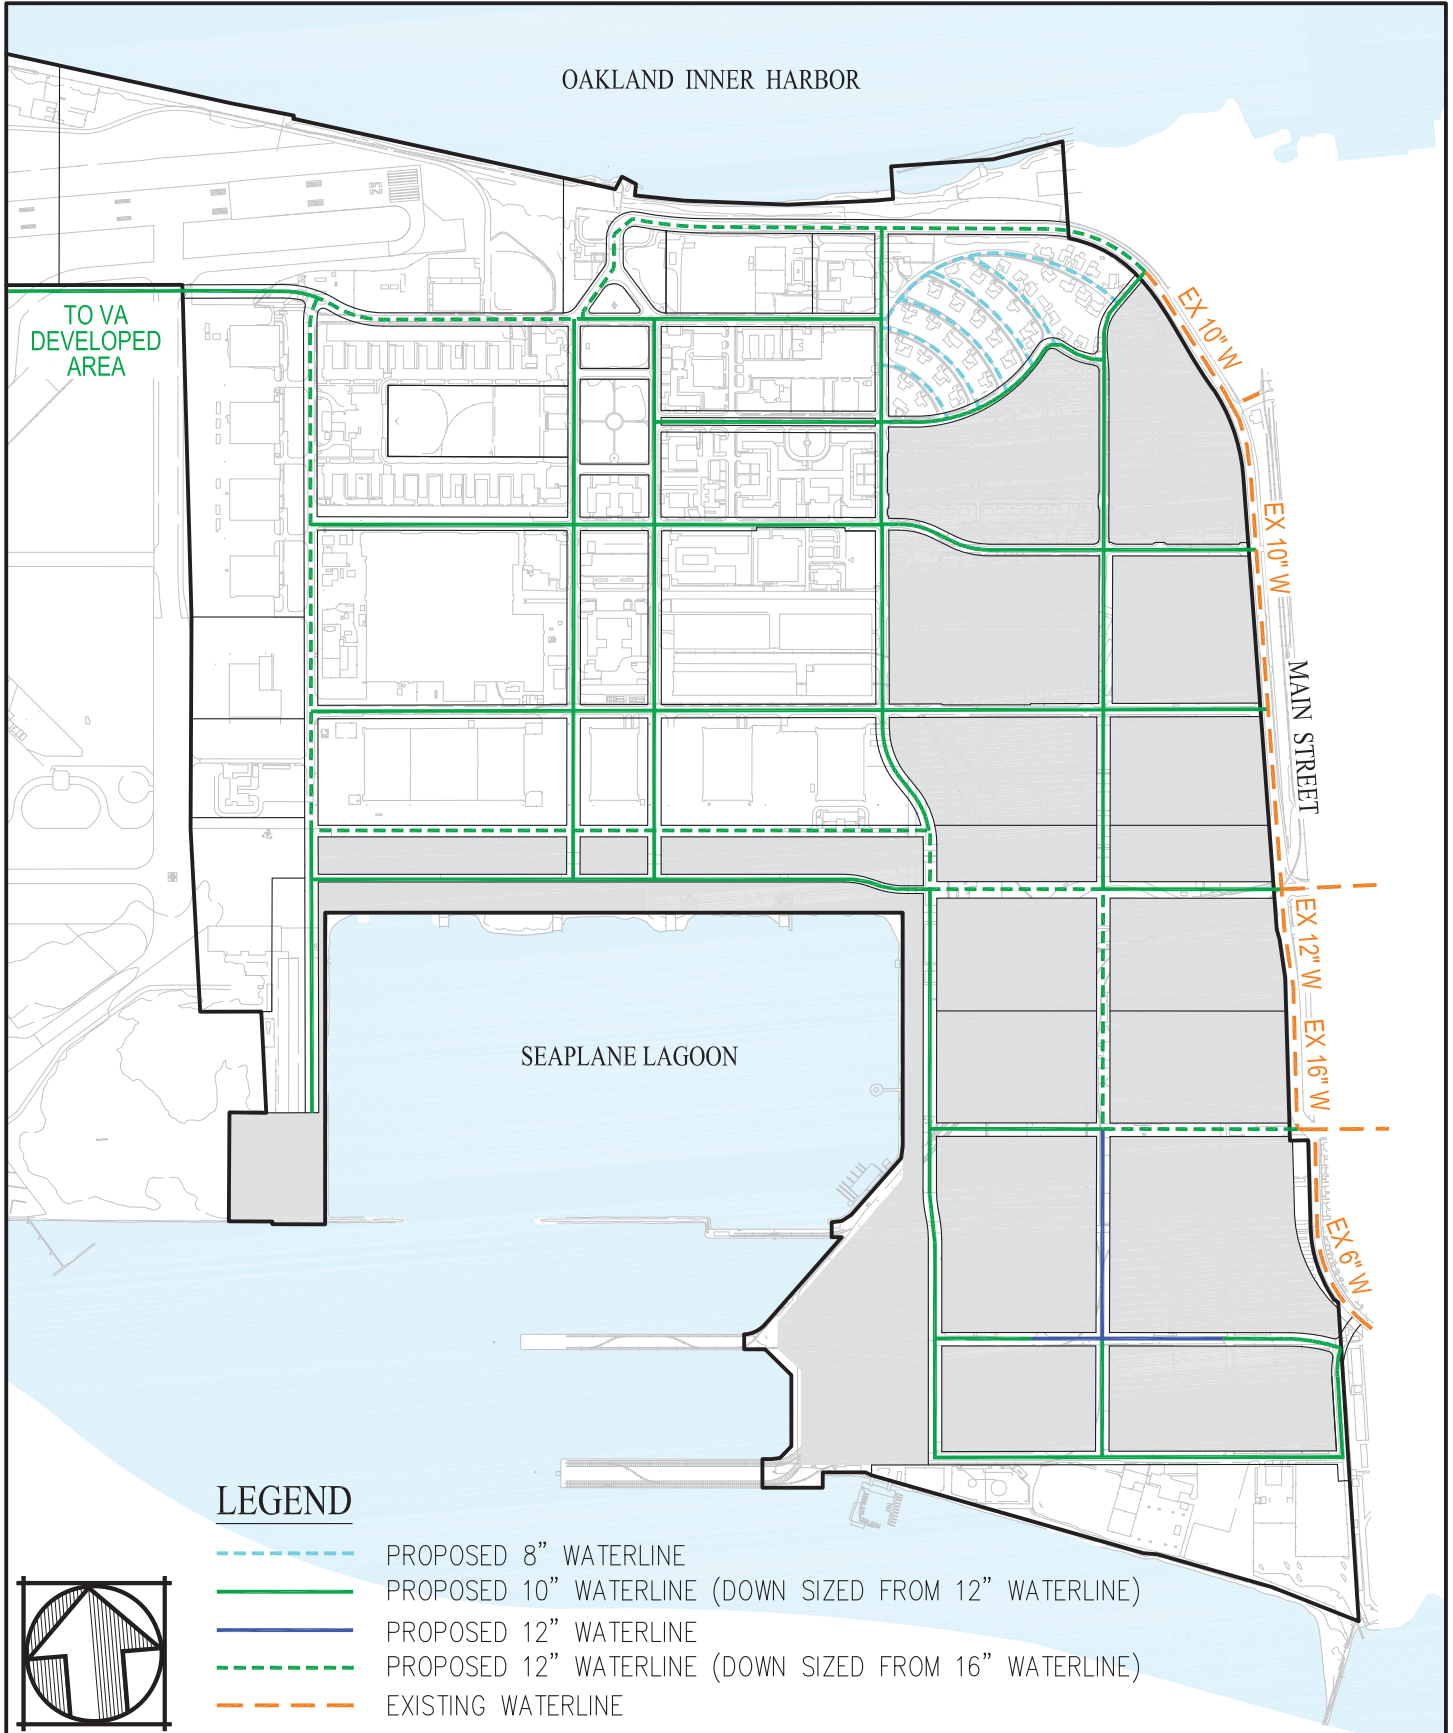 OAKLAND INNER HARBOR
TO VA
DEVELOPED
AREA
EX 10" W
EX 10" W
MAIN STREET
EX 12" W
EX 16" W
SEAPLANE LAGOON
EX 6" W
LEGEND
PROPOSED 8” WATERLINE
PROPOSED 10” WATERLINE (DOWN SIZED FROM 12” WATERLINE)
PROPOSED 12” WATERLINE
PROPOSED 12” WATERLINE (DOWN SIZED FROM 16” WATERLINE)
EXISTING WATERLINE